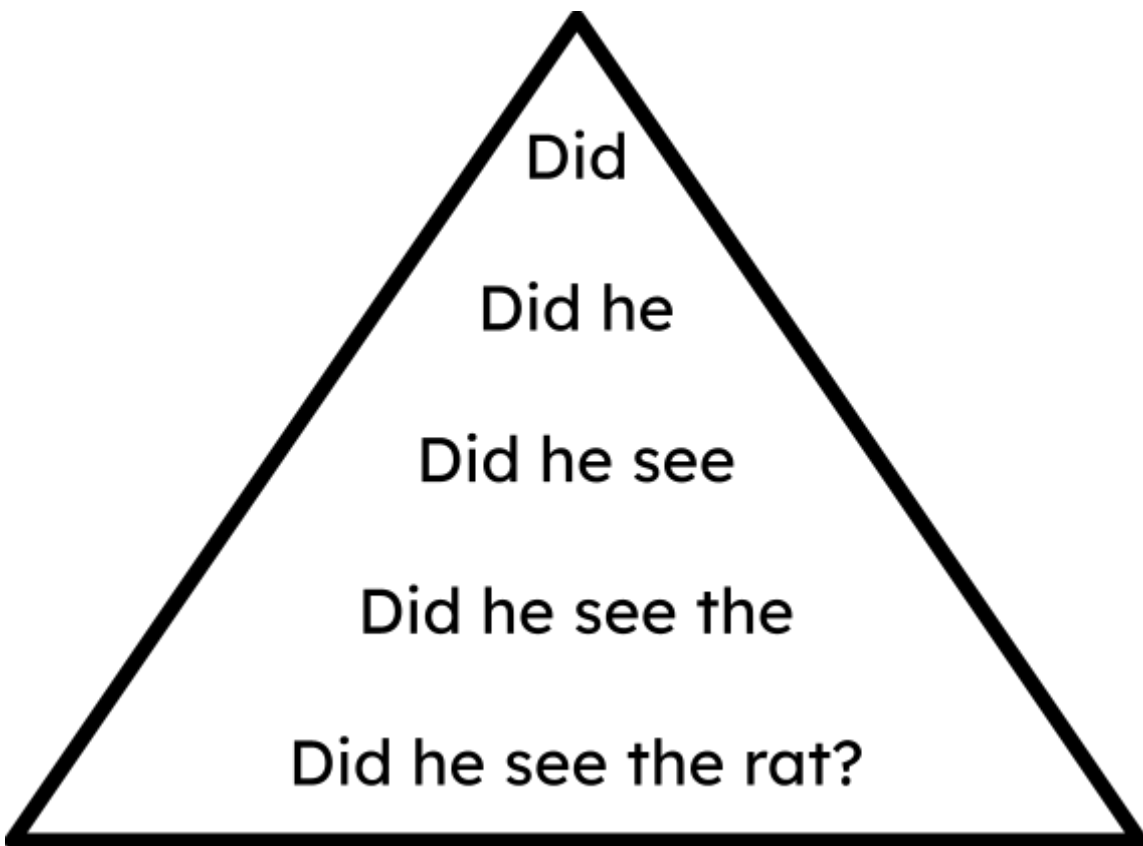 Did
Did he
Did he see
Did he see the
Did he see the rat?